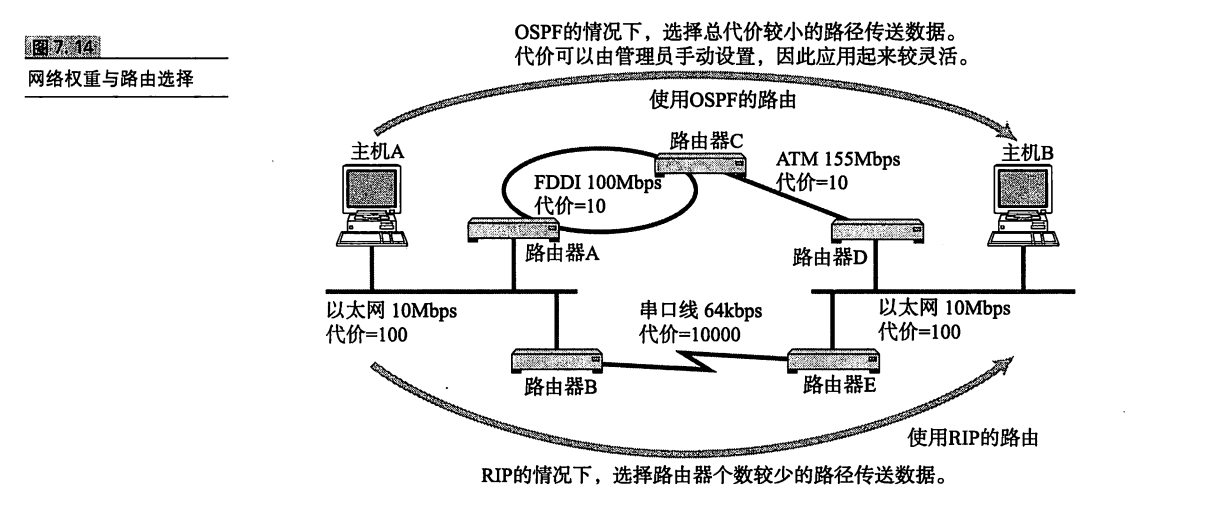 图7.14
网络权重与路由选择
OSPF的情况下，选择总代价较小的路径传送数据。
代价可以由管理员手动设置，因此应用起来较灵活。
使用OSPF的路由
主机A
路由器C
ATM 155Mbps
代价=10
主机B
FDDI 100Mbps
代价=10
路由器A
路由器D
以太网 10Mbps
代价=100
串口线 64kbps
代价=10000
以太网 10Mbps
代价=100
路由器B
路由器E
使用RIP的路由
RIP的情况下，选择路由器个数较少的路径传送数据。